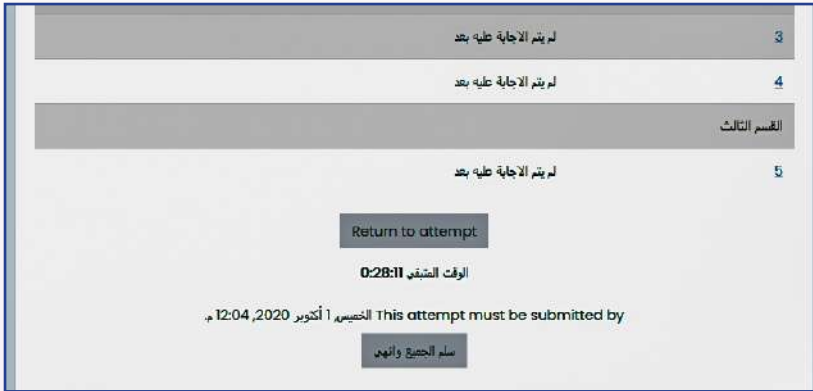 3 لم يتم الاجابة عليه بعد
4 لم يتم الاجابة عليه بعد
القسم الثالث
5 لم يتم الاجابة عليه بعد
Return to attempt
الوقت المتبقي 0:28:11
This attempt must be submitted by الخميس, 1 أكتوبر 2020, 12:04 م.
سلم الجميع وانهي